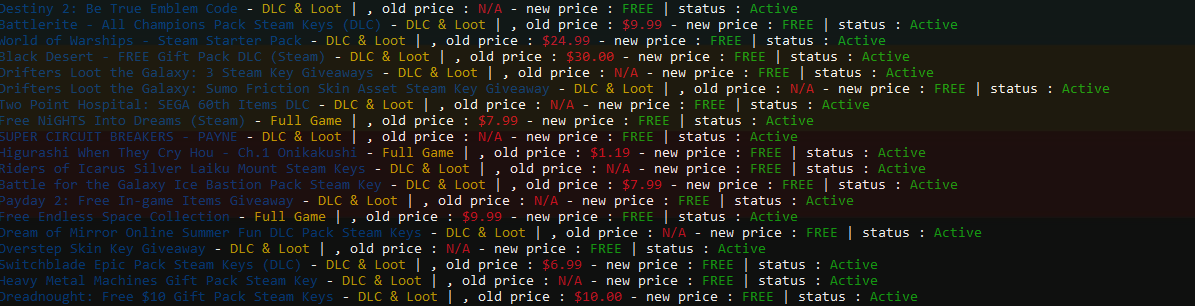 Destiny 2: Be True Emblem Code - DLC & Loot | , old price : N/A - new price : FREE | status : Active
Battlerite - All Champions Pack Steam Keys (DLC) - DLC & Loot | , old price : $9.99 - new price : FREE | status : Active
World of Warships - Steam Starter Pack - DLC & Loot | , old price : $24.99 - new price : FREE | status : Active
Black Desert - FREE Gift Pack DLC (Steam) - DLC & Loot | , old price : $30.00 - new price : FREE | status : Active
Drifters Loot the Galaxy: 3 Steam Key Giveaways - DLC & Loot | , old price : N/A - new price : FREE | status : Active
Drifters Loot the Galaxy: Sumo Friction Skin Asset Steam Key Giveaway - DLC & Loot | , old price : N/A - new price : FREE | status : Active
Two Point Hospital: SEGA 60th Items DLC - DLC & Loot | , old price : N/A - new price : FREE | status : Active
Free NiGHTS Into Dreams (Steam) - Full Game | , old price : $7.99 - new price : FREE | status : Active
SUPER CIRCUIT BREAKERS - PAYNE - DLC & Loot | , old price : N/A - new price : FREE | status : Active
Higurashi When They Cry Hou - Ch.1 Onikakushi - Full Game | , old price : $1.19 - new price : FREE | status : Active
Riders of Icarus Silver Laiku Mount Steam Keys - DLC & Loot | , old price : N/A - new price : FREE | status : Active
Battle for the Galaxy Ice Bastion Pack Steam Key - DLC & Loot | , old price : $7.99 - new price : FREE | status : Active
Payday 2: Free In-game Items Giveaway - DLC & Loot | , old price : N/A - new price : FREE | status : Active
Free Endless Space Collection - Full Game | , old price : $9.99 - new price : FREE | status : Active
Dream of Mirror Online Summer Fun DLC Pack Steam Keys - DLC & Loot | , old price : N/A - new price : FREE | status : Active
Overstep Skin Key Giveaway - DLC & Loot | , old price : N/A - new price : FREE | status : Active
Switchblade Epic Pack Steam Keys (DLC) - DLC & Loot | , old price : $6.99 - new price : FREE | status : Active
Heavy Metal Machines Gift Pack Steam Key - DLC & Loot | , old price : N/A - new price : FREE | status : Active
Dreadnought: Free $10 Gift Pack Steam Keys - DLC & Loot | , old price : $10.00 - new price : FREE | status : Active